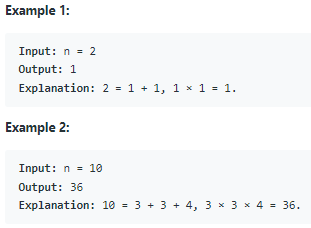 Example 1:
Input: n = 2
Output: 1
Explanation: 2 = 1 + 1, 1 × 1 = 1.
Example 2:
Input: n = 10
Output: 36
Explanation: 10 = 3 + 3 + 4, 3 × 3 × 4 = 36.